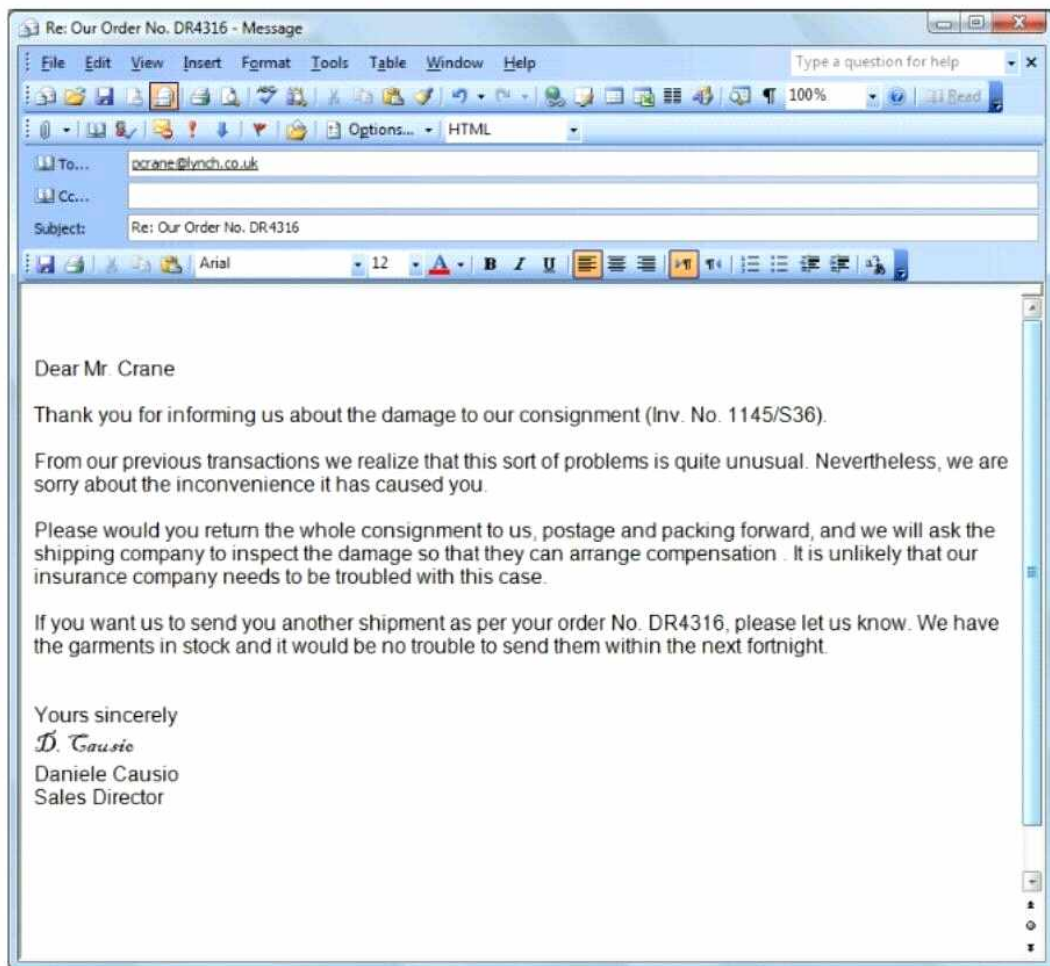 Re: Our Order No. DR4316 - Message
File Edit View Insert Format Tools Table Window Help Type a question for help
100% Read
Options... HTML
To... pcrane@lynch.co.uk
Cc...
Subject: Re: Our Order No. DR4316
Arial 12 A B I U
Dear Mr. Crane
Thank you for informing us about the damage to our consignment (Inv. No. 1145/S36).
From our previous transactions we realize that this sort of problems is quite unusual. Nevertheless, we are
sorry about the inconvenience it has caused you.
Please would you return the whole consignment to us, postage and packing forward, and we will ask the
shipping company to inspect the damage so that they can arrange compensation . It is unlikely that our
insurance company needs to be troubled with this case.
If you want us to send you another shipment as per your order No. DR4316, please let us know. We have
the garments in stock and it would be no trouble to send them within the next fortnight.
Yours sincerely
D. Causio
Daniele Causio
Sales Director